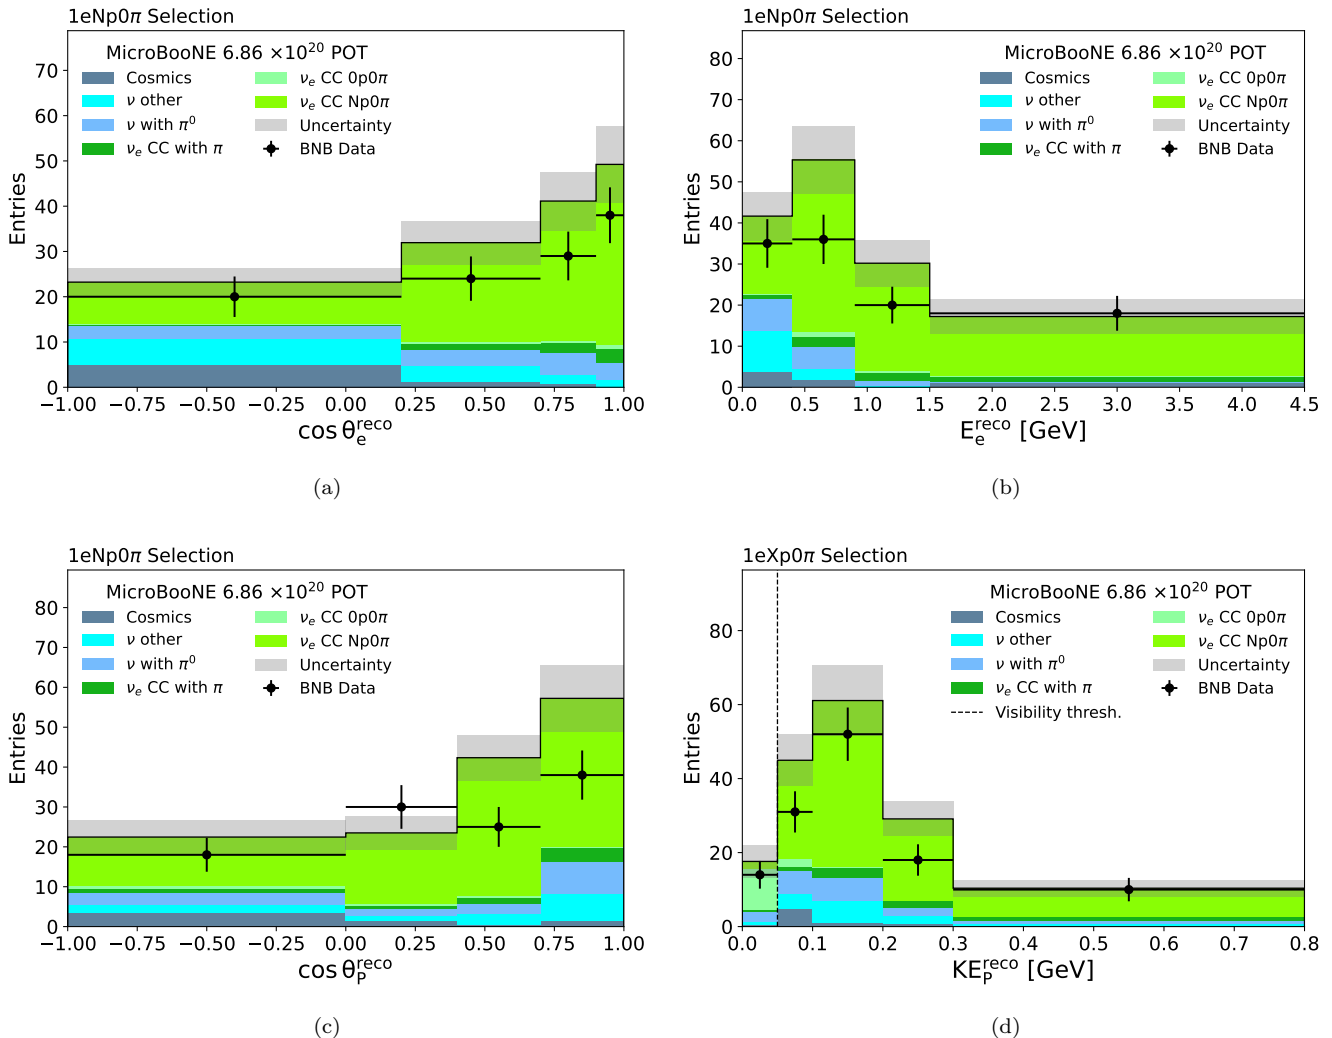 1eNp0π Selection
MicroBooNE 6.86 ×10²⁰ POT
Cosmics
ν other
ν with π⁰
νₑ CC with π
νₑ CC 0p0π
νₑ CC Np0π
Uncertainty
BNB Data
Entries
0
10
20
30
40
50
60
70
−1.00 −0.75 −0.50 −0.25 0.00 0.25 0.50 0.75 1.00
cos θₑ^reco
(a)
1eNp0π Selection
MicroBooNE 6.86 ×10²⁰ POT
Cosmics
ν other
ν with π⁰
νₑ CC with π
νₑ CC 0p0π
νₑ CC Np0π
Uncertainty
BNB Data
Entries
0
10
20
30
40
50
60
70
80
0.0 0.5 1.0 1.5 2.0 2.5 3.0 3.5 4.0 4.5
Eₑ^reco [GeV]
(b)
1eNp0π Selection
MicroBooNE 6.86 ×10²⁰ POT
Cosmics
ν other
ν with π⁰
νₑ CC with π
νₑ CC 0p0π
νₑ CC Np0π
Uncertainty
BNB Data
Entries
0
10
20
30
40
50
60
70
80
−1.00 −0.75 −0.50 −0.25 0.00 0.25 0.50 0.75 1.00
cos θ_P^reco
(c)
1eXp0π Selection
MicroBooNE 6.86 ×10²⁰ POT
Cosmics
ν other
ν with π⁰
νₑ CC with π
Visibility thresh.
νₑ CC 0p0π
νₑ CC Np0π
Uncertainty
BNB Data
Entries
0
20
40
60
80
0.0 0.1 0.2 0.3 0.4 0.5 0.6 0.7 0.8
KE_P^reco [GeV]
(d)